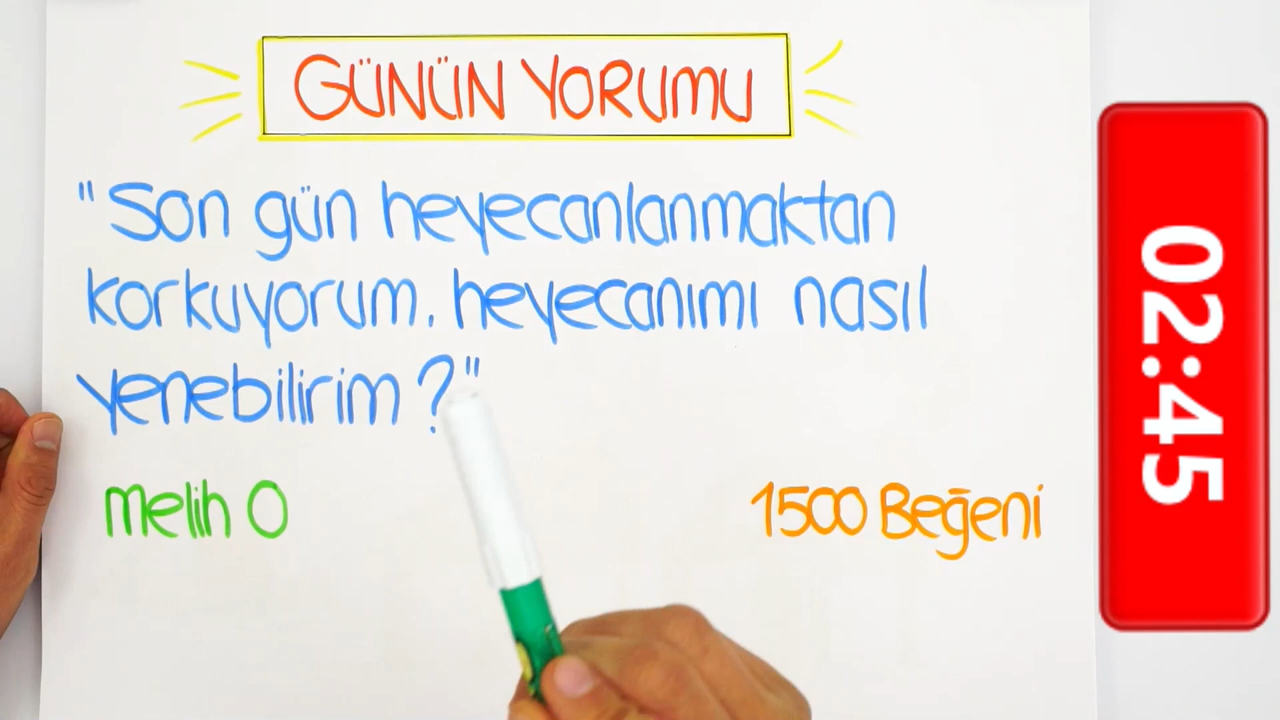 GÜNÜN YORUMU
"Son gün heyecanlanmaktan
korkuyorum. heyecanımı nasıl
yenebilirim?"
Melih O
1500 Beğeni
02:45